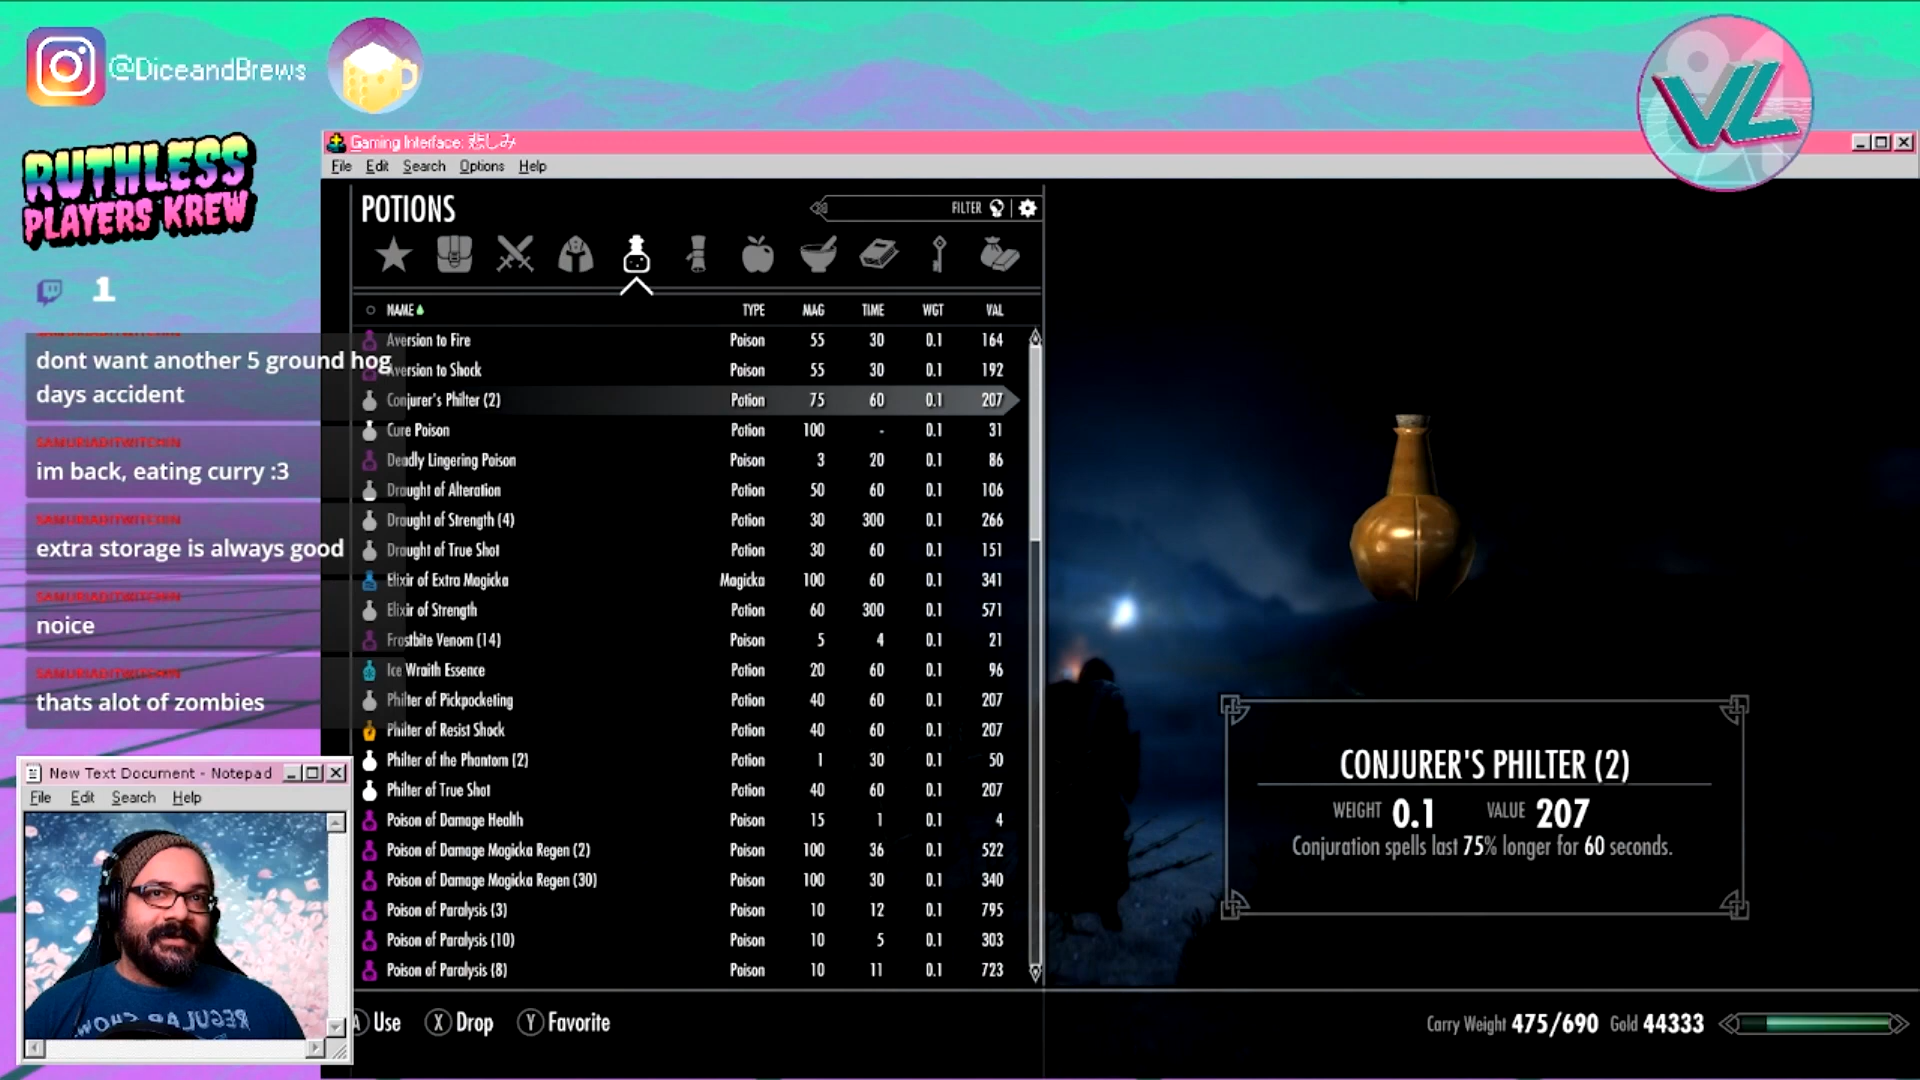 @DiceandBrews
VL
RUTHLESS
PLAYERS KREW
1
dont want another 5 ground hog
days accident
SAMURIADITWITCHIN
im back, eating curry :3
SAMURIADITWITCHIN
extra storage is always good
SAMURIADITWITCHIN
noice
SAMURIADITWITCHIN
thats alot of zombies
New Text Document - Notepad
File Edit Search Help
REGULAR SHOW
Gaming Interface: 悲しみ
File Edit Search Options Help
POTIONS
FILTER
NAME TYPE MAG TIME WGT VAL
Aversion to Fire Poison 55 30 0.1 164
Aversion to Shock Poison 55 30 0.1 192
Conjurer's Philter (2) Potion 75 60 0.1 207
Cure Poison Potion 100 - 0.1 31
Deadly Lingering Poison Poison 3 20 0.1 86
Draught of Alteration Potion 50 60 0.1 106
Draught of Strength (4) Potion 30 300 0.1 266
Draught of True Shot Potion 30 60 0.1 151
Elixir of Extra Magicka Magicka 100 60 0.1 341
Elixir of Strength Potion 60 300 0.1 571
Frostbite Venom (14) Poison 5 4 0.1 21
Ice Wraith Essence Potion 20 60 0.1 96
Philter of Pickpocketing Potion 40 60 0.1 207
Philter of Resist Shock Potion 40 60 0.1 207
Philter of the Phantom (2) Potion 1 30 0.1 50
Philter of True Shot Potion 40 60 0.1 207
Poison of Damage Health Poison 15 1 0.1 4
Poison of Damage Magicka Regen (2) Poison 100 36 0.1 522
Poison of Damage Magicka Regen (30) Poison 100 30 0.1 340
Poison of Paralysis (3) Poison 10 12 0.1 795
Poison of Paralysis (10) Poison 10 5 0.1 303
Poison of Paralysis (8) Poison 10 11 0.1 723
CONJURER'S PHILTER (2)
WEIGHT 0.1 VALUE 207
Conjuration spells last 75% longer for 60 seconds.
A Use X Drop Y Favorite
Carry Weight 475/690 Gold 44333